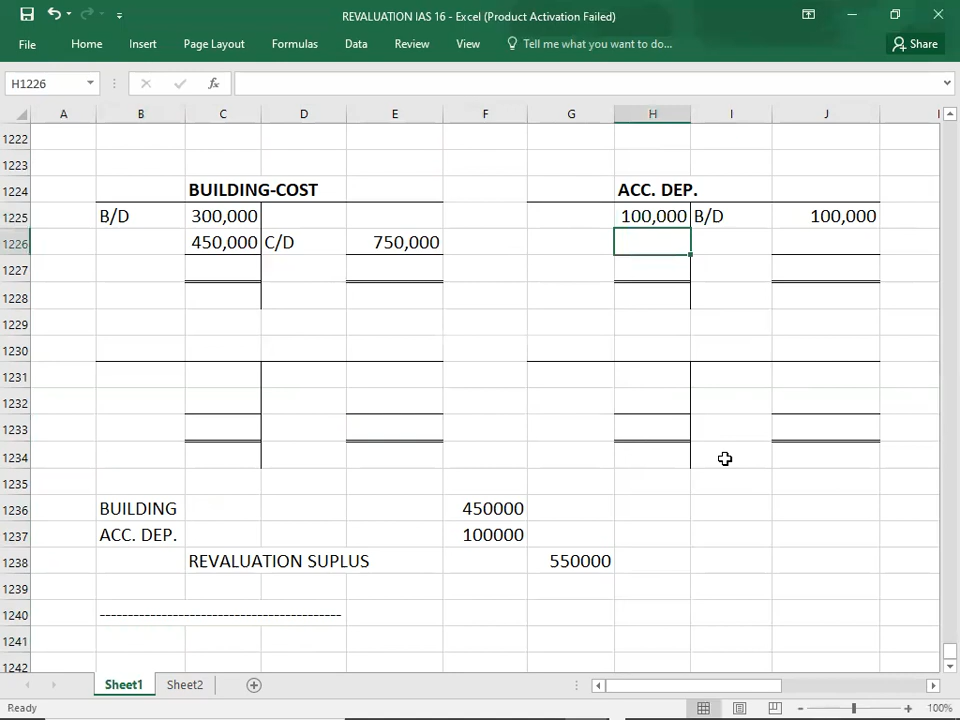 REVALUATION IAS 16 - Excel (Product Activation Failed)
File Home Insert Page Layout Formulas Data Review View Tell me what you want to do... Share
H1226 fx
A B C D E F G H I J
1222
1223
1224 BUILDING-COST ACC. DEP.
1225 B/D 300,000 100,000 B/D 100,000
1226 450,000 C/D 750,000
1227
1228
1229
1230
1231
1232
1233
1234
1235
1236 BUILDING 450000
1237 ACC. DEP. 100000
1238 REVALUATION SUPLUS 550000
1239
1240 -----------------------------------------
1241
1242
Sheet1 Sheet2
Ready 100%